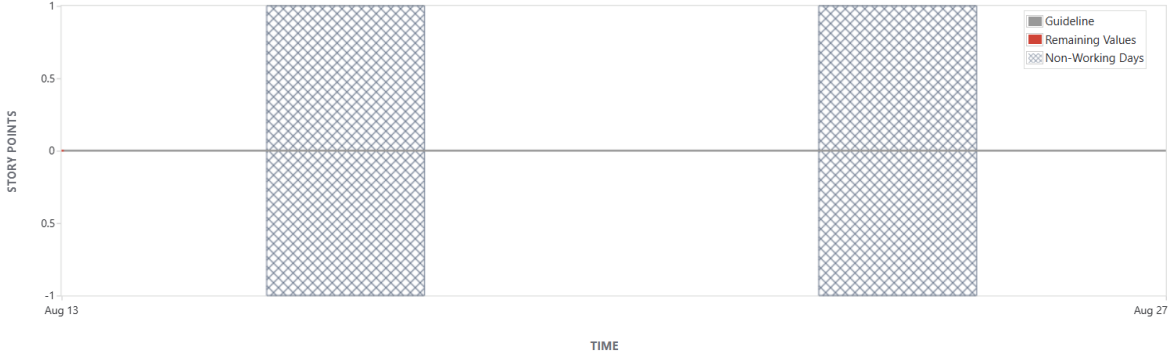 1
0.5
0
0.5
-1
STORY POINTS
Aug 13
Aug 27
TIME
Guideline
Remaining Values
Non-Working Days